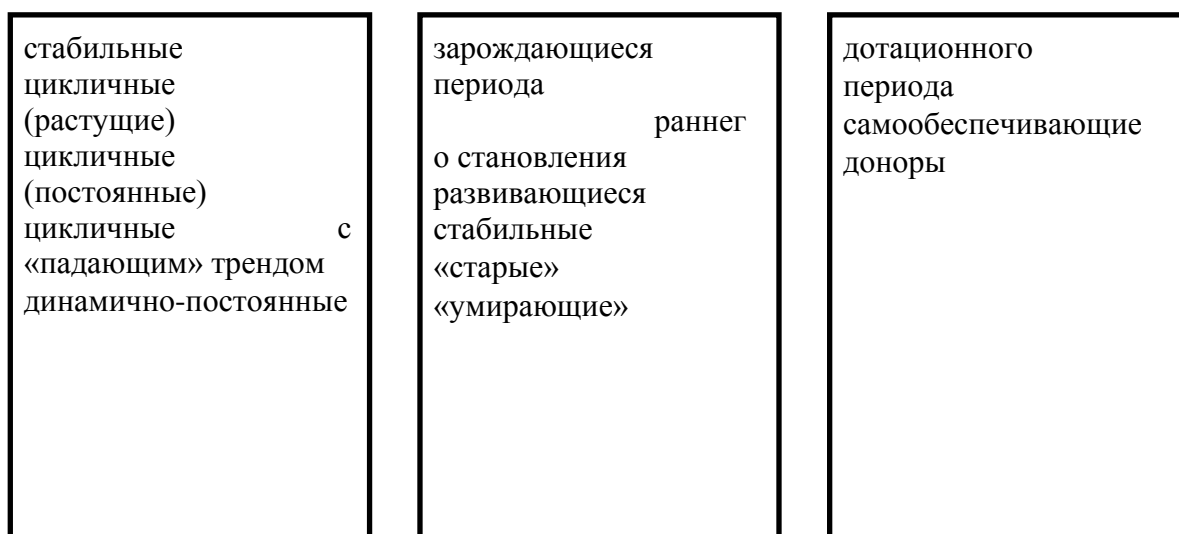 стабильные
цикличные
(растущие)
цикличные
(постоянные)
цикличные с
«падающим» трендом
динамично-постоянные
зарождающиеся
периода
раннег
о становления
развивающиеся
стабильные
«старые»
«умирающие»
дотационного
периода
самообеспечивающие
доноры